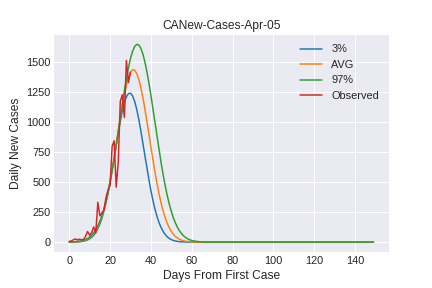 CANew-Cases-Apr-05
Daily New Cases
1500
1250
1000
750
500
250
0
3%
AVG
97%
Observed
0 20 40 60 80 100 120 140
Days From First Case